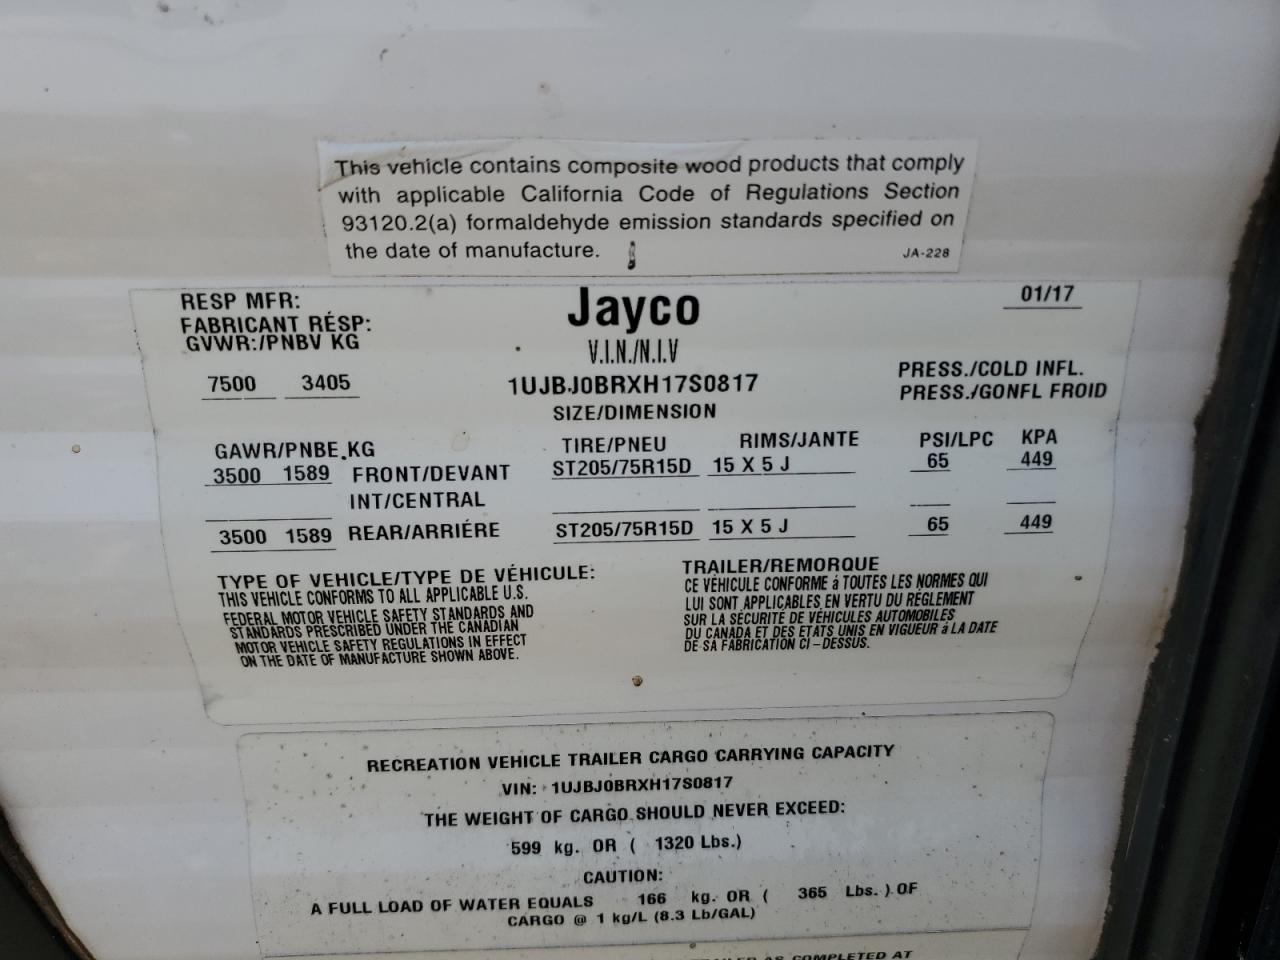 This vehicle contains composite wood products that comply
with applicable California Code of Regulations Section
93120.2(a) formaldehyde emission standards specified on
the date of manufacture.
JA-228
RESP MFR:
FABRICANT RÉSP:
GVWR:/PNBV KG
Jayco
01/17
V.I.N./N.I.V
7500 3405
1UJBJ0BRXH17S0817
PRESS./COLD INFL.
PRESS./GONFL FROID
SIZE/DIMENSION
GAWR/PNBE KG TIRE/PNEU RIMS/JANTE PSI/LPC KPA
3500 1589 FRONT/DEVANT ST205/75R15D 15 X 5 J 65 449
INT/CENTRAL
3500 1589 REAR/ARRIÉRE ST205/75R15D 15 X 5 J 65 449
TYPE OF VEHICLE/TYPE DE VÉHICULE:
THIS VEHICLE CONFORMS TO ALL APPLICABLE U.S.
FEDERAL MOTOR VEHICLE SAFETY STANDARDS AND
STANDARDS PRESCRIBED UNDER THE CANADIAN
MOTOR VEHICLE SAFETY REGULATIONS IN EFFECT
ON THE DATE OF MANUFACTURE SHOWN ABOVE.
TRAILER/REMORQUE
CE VÉHICULE CONFORME á TOUTES LES NORMES QUI
LUI SONT APPLICABLES EN VERTU DU RÉGLEMENT
SUR LA SÉCURITÉ DE VÉHICULES AUTOMOBILES
DU CANADA ET DES ETATS UNIS EN VIGUEUR á LA DATE
DE SA FABRICATION CI-DESSUS.
RECREATION VEHICLE TRAILER CARGO CARRYING CAPACITY
VIN: 1UJBJ0BRXH17S0817
THE WEIGHT OF CARGO SHOULD NEVER EXCEED:
599 kg. OR ( 1320 Lbs.)
CAUTION:
A FULL LOAD OF WATER EQUALS 166 kg. OR ( 365 Lbs. ) OF
CARGO @ 1 kg/L (8.3 Lb/GAL)
AS COMPLETED AT